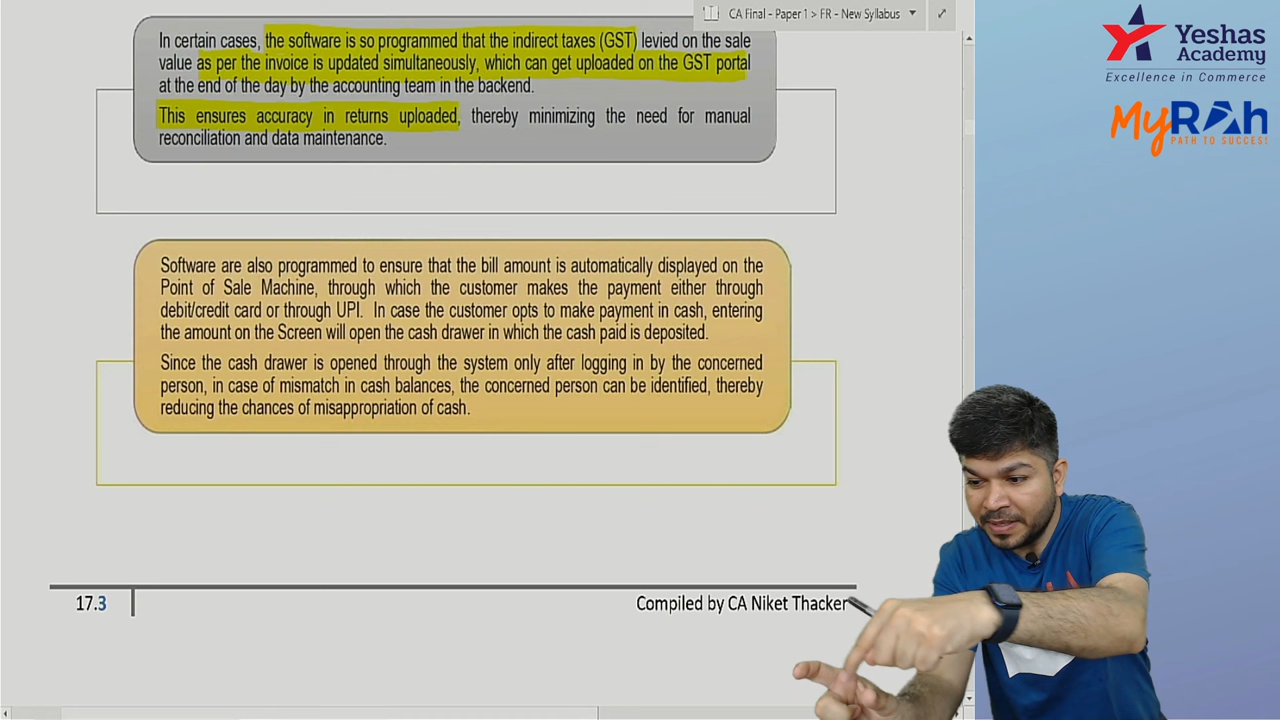 CA Final - Paper 1 > FR - New Syllabus
Yeshas
Academy
Excellence in Commerce
MyRAh
PATH TO SUCCESS
In certain cases, the software is so programmed that the indirect taxes (GST) levied on the sale
value as per the invoice is updated simultaneously, which can get uploaded on the GST portal
at the end of the day by the accounting team in the backend.
This ensures accuracy in returns uploaded, thereby minimizing the need for manual
reconciliation and data maintenance.
Software are also programmed to ensure that the bill amount is automatically displayed on the
Point of Sale Machine, through which the customer makes the payment either through
debit/credit card or through UPI. In case the customer opts to make payment in cash, entering
the amount on the Screen will open the cash drawer in which the cash paid is deposited.
Since the cash drawer is opened through the system only after logging in by the concerned
person, in case of mismatch in cash balances, the concerned person can be identified, thereby
reducing the chances of misappropriation of cash.
17.3
Compiled by CA Niket Thacker